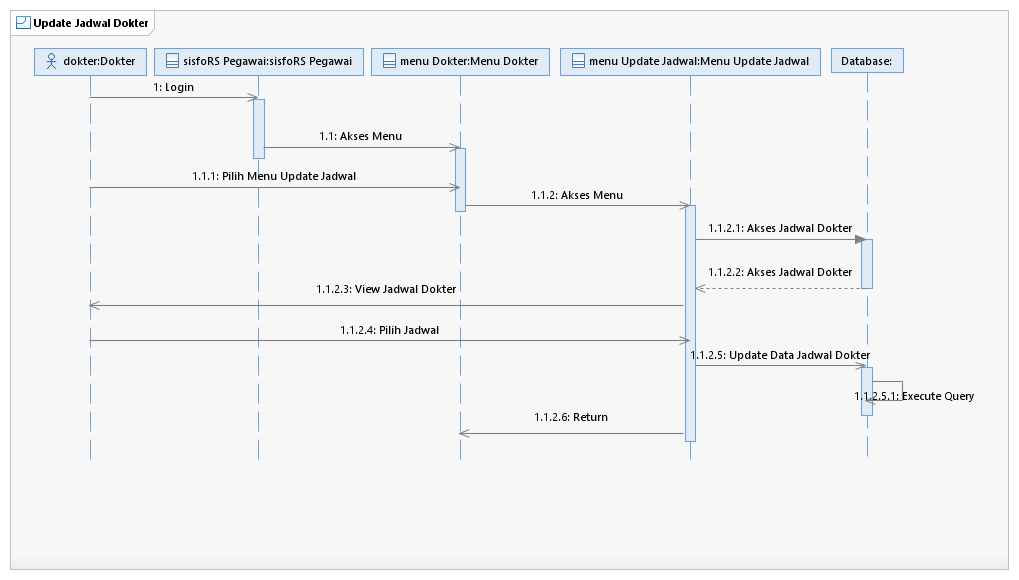 Update Jadwal Dokter
dokter:Dokter
sisfoRS Pegawai:sisfoRS Pegawai
menu Dokter:Menu Dokter
menu Update Jadwal:Menu Update Jadwal
Database:
1: Login
1.1: Akses Menu
1.1.1: Pilih Menu Update Jadwal
1.1.2: Akses Menu
1.1.2.1: Akses Jadwal Dokter
1.1.2.2: Akses Jadwal Dokter
1.1.2.3: View Jadwal Dokter
1.1.2.4: Pilih Jadwal
1.1.2.5: Update Data Jadwal Dokter
1.1.2.5.1: Execute Query
1.1.2.6: Return